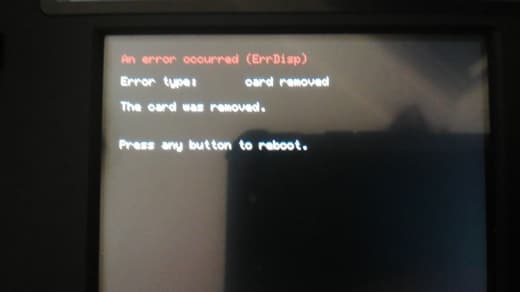 An error occurred (ErrDisp)
Error type: card removed
The card was removed.
Press any button to reboot.